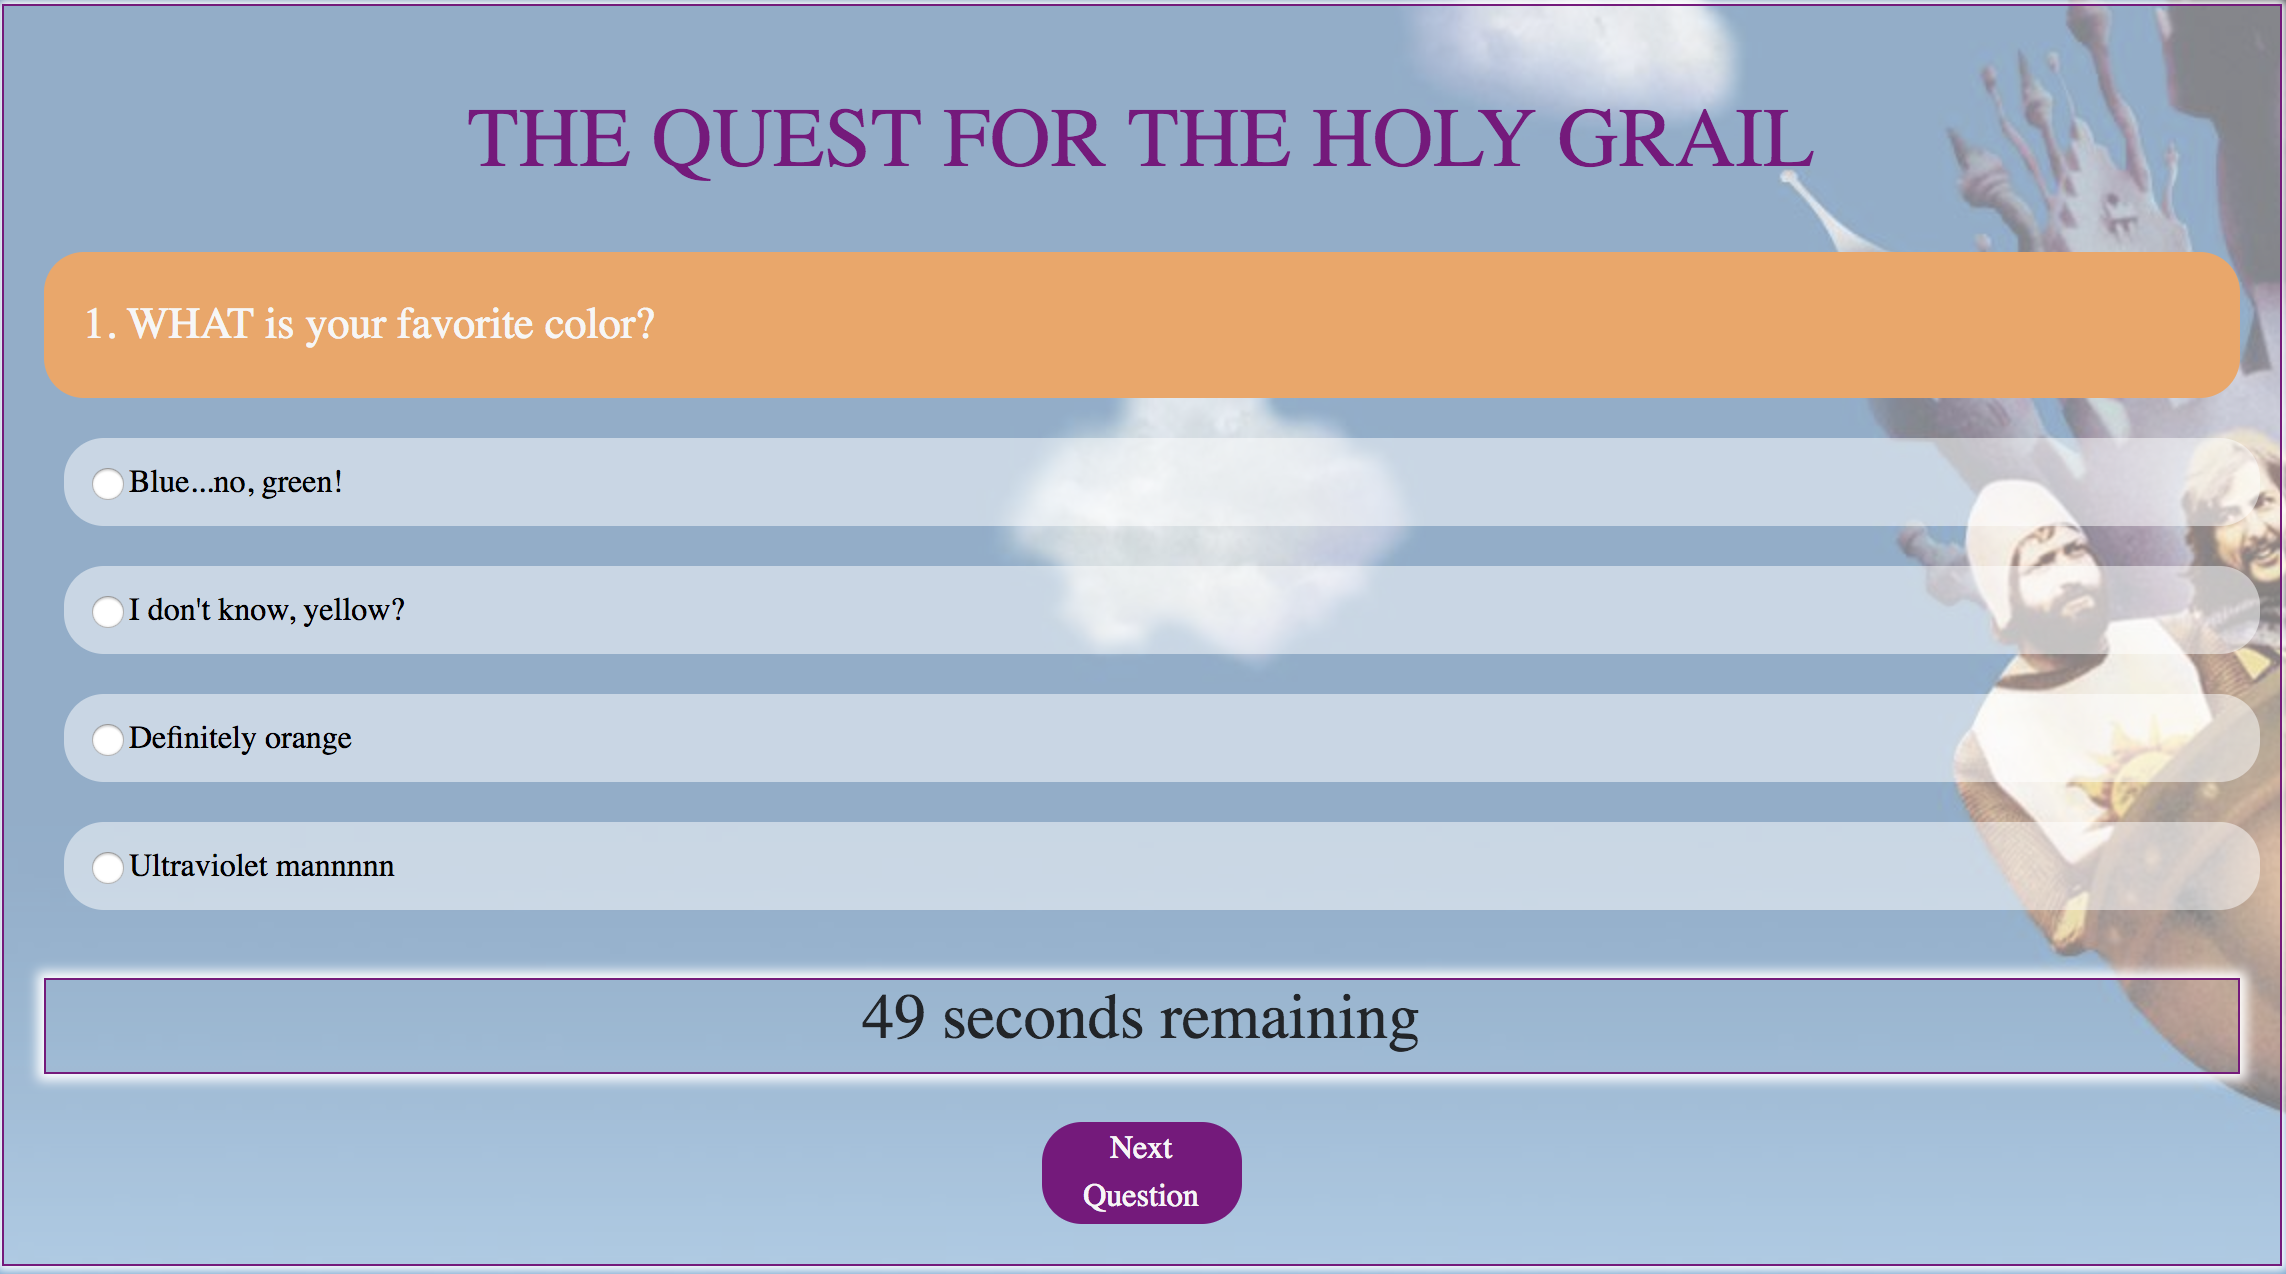 THE QUEST FOR THE HOLY GRAIL
1. WHAT is your favorite color?
Blue...no, green!
I don't know, yellow?
Definitely orange
Ultraviolet mannnnn
49 seconds remaining
Next
Question